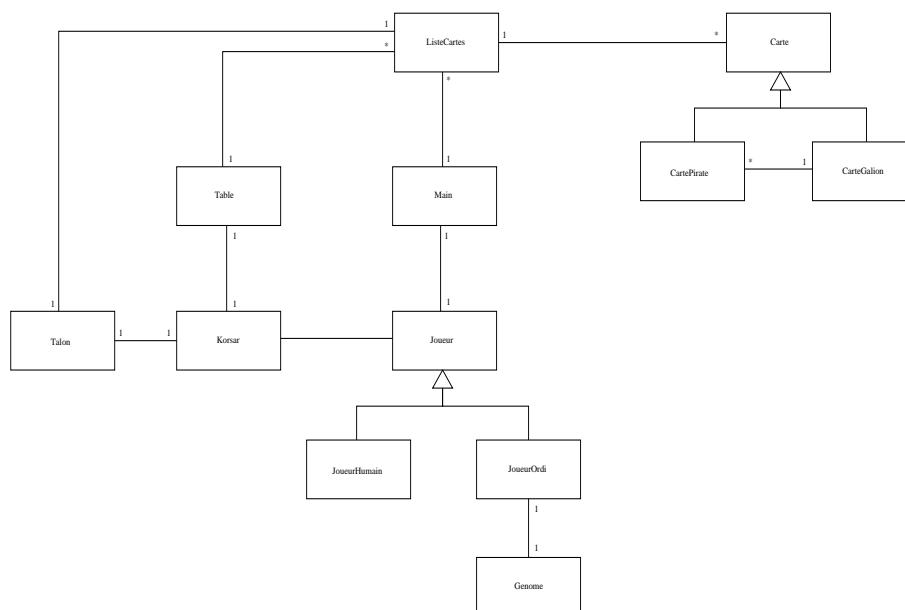 1
ListeCartes
1
*
Carte
*
*
1
1
CartePirate
*
1
CarteGalion
Table
Main
1
1
1
1
1
Talon
1
1
Korsar
Joueur
JoueurHumain
JoueurOrdi
1
1
Genome